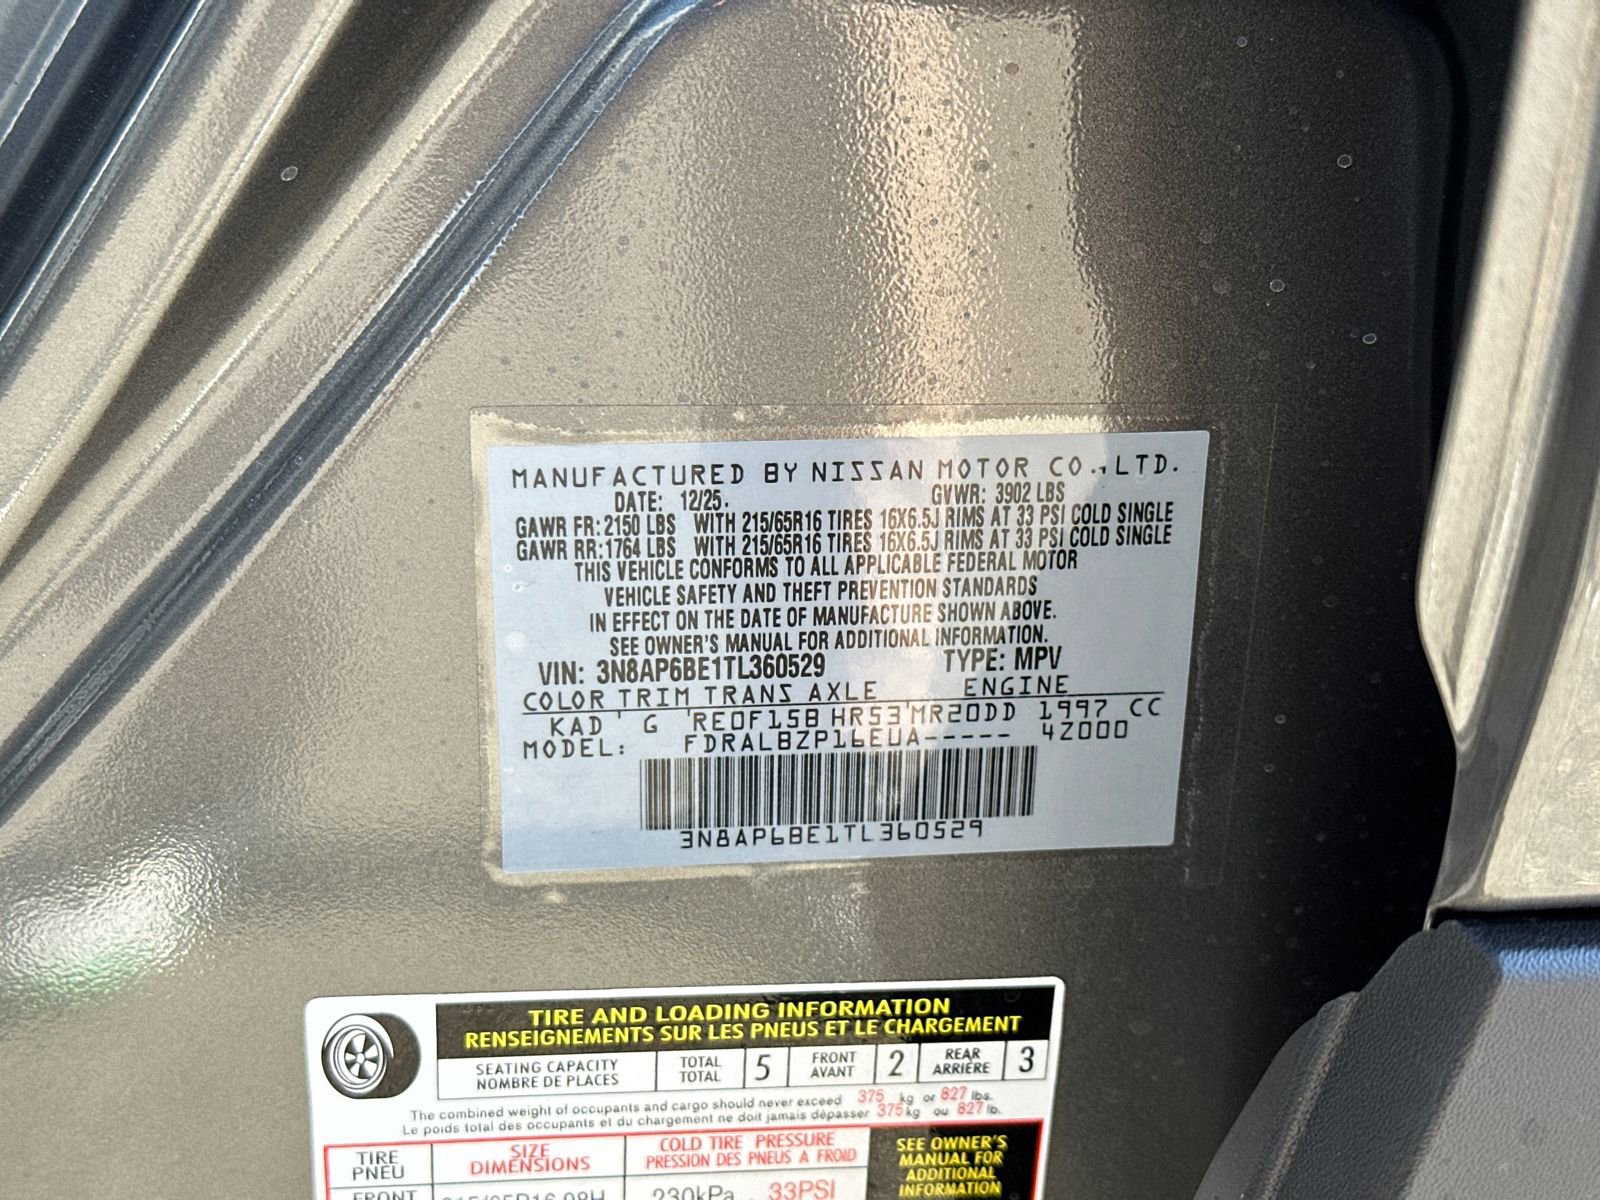 MANUFACTURED BY NISSAN MOTOR CO., LTD.
DATE: 12/25. GVWR: 3902 LBS
GAWR FR: 2150 LBS WITH 215/65R16 TIRES 16X6.5J RIMS AT 33 PSI COLD SINGLE
GAWR RR: 1764 LBS WITH 215/65R16 TIRES 16X6.5J RIMS AT 33 PSI COLD SINGLE
THIS VEHICLE CONFORMS TO ALL APPLICABLE FEDERAL MOTOR
VEHICLE SAFETY AND THEFT PREVENTION STANDARDS
IN EFFECT ON THE DATE OF MANUFACTURE SHOWN ABOVE.
SEE OWNER'S MANUAL FOR ADDITIONAL INFORMATION.
VIN: 3N8AP6BE1TL360529 TYPE: MPV
COLOR TRIM TRANS AXLE ENGINE
KAD G RE0F15B HR53 MR20DD 1997 CC
MODEL: FDRALBZP16EUA----- 4Z000
3N8AP6BE1TL360529
TIRE AND LOADING INFORMATION
RENSEIGNEMENTS SUR LES PNEUS ET LE CHARGEMENT
SEATING CAPACITY TOTAL 5 FRONT 2 REAR 3
NOMBRE DE PLACES TOTAL AVANT ARRIÈRE
The combined weight of occupants and cargo should never exceed 375 kg or 827 lbs.
Le poids total des occupants et du chargement ne doit jamais dépasser 375 kg ou 827 lb.
TIRE SIZE COLD TIRE PRESSURE SEE OWNER'S
PNEU DIMENSIONS PRESSION DES PNEUS A FROID MANUAL FOR
ADDITIONAL
INFORMATION
FRONT 215/65R16 98H 230kPa, 33PSI